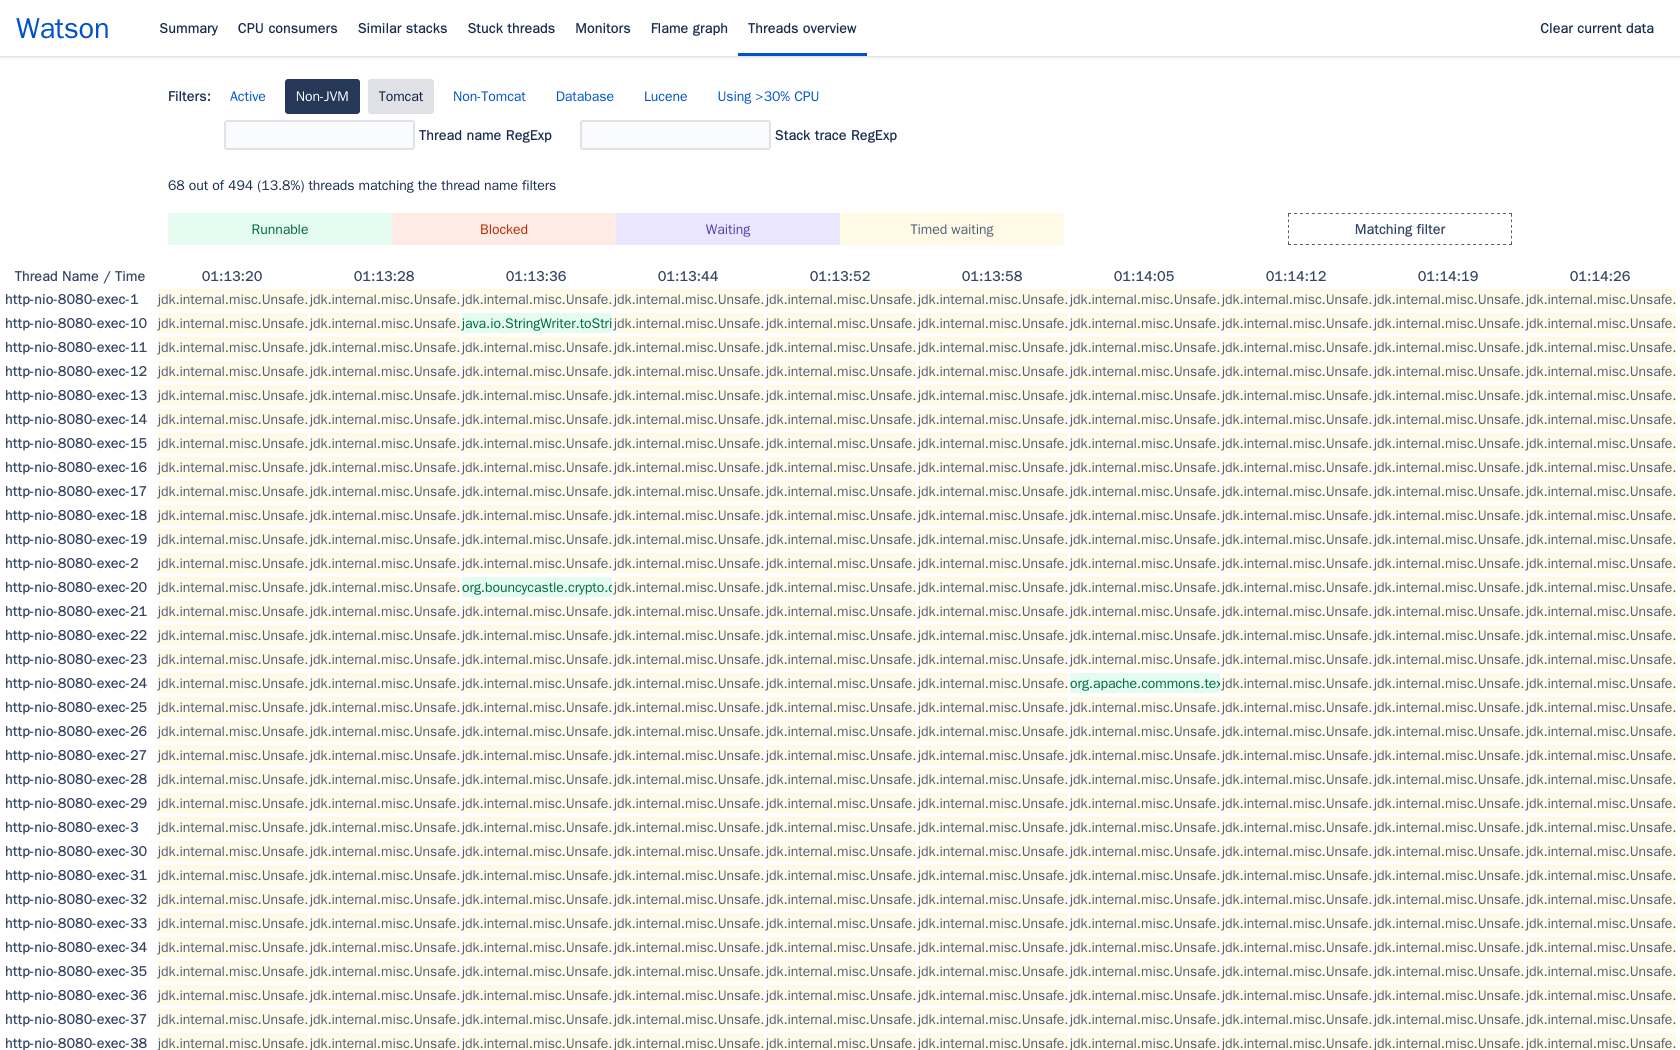 Watson Summary CPU consumers Similar stacks Stuck threads Monitors Flame graph Threads overview Clear current data
Filters: Active Non-JVM Tomcat Non-Tomcat Database Lucene Using >30% CPU
Thread name RegExp Stack trace RegExp
68 out of 494 (13.8%) threads matching the thread name filters
Runnable Blocked Waiting Timed waiting Matching filter
Thread Name / Time 01:13:20 01:13:28 01:13:36 01:13:44 01:13:52 01:13:58 01:14:05 01:14:12 01:14:19 01:14:26
http-nio-8080-exec-1 jdk.internal.misc.Unsafe. jdk.internal.misc.Unsafe. jdk.internal.misc.Unsafe. jdk.internal.misc.Unsafe. jdk.internal.misc.Unsafe. jdk.internal.misc.Unsafe. jdk.internal.misc.Unsafe. jdk.internal.misc.Unsafe. jdk.internal.misc.Unsafe. jdk.internal.misc.Unsafe.
http-nio-8080-exec-10 jdk.internal.misc.Unsafe. jdk.internal.misc.Unsafe. java.io.StringWriter.toStri jdk.internal.misc.Unsafe. jdk.internal.misc.Unsafe. jdk.internal.misc.Unsafe. jdk.internal.misc.Unsafe. jdk.internal.misc.Unsafe. jdk.internal.misc.Unsafe. jdk.internal.misc.Unsafe.
http-nio-8080-exec-11 jdk.internal.misc.Unsafe. jdk.internal.misc.Unsafe. jdk.internal.misc.Unsafe. jdk.internal.misc.Unsafe. jdk.internal.misc.Unsafe. jdk.internal.misc.Unsafe. jdk.internal.misc.Unsafe. jdk.internal.misc.Unsafe. jdk.internal.misc.Unsafe. jdk.internal.misc.Unsafe.
http-nio-8080-exec-12 jdk.internal.misc.Unsafe. jdk.internal.misc.Unsafe. jdk.internal.misc.Unsafe. jdk.internal.misc.Unsafe. jdk.internal.misc.Unsafe. jdk.internal.misc.Unsafe. jdk.internal.misc.Unsafe. jdk.internal.misc.Unsafe. jdk.internal.misc.Unsafe. jdk.internal.misc.Unsafe.
http-nio-8080-exec-13 jdk.internal.misc.Unsafe. jdk.internal.misc.Unsafe. jdk.internal.misc.Unsafe. jdk.internal.misc.Unsafe. jdk.internal.misc.Unsafe. jdk.internal.misc.Unsafe. jdk.internal.misc.Unsafe. jdk.internal.misc.Unsafe. jdk.internal.misc.Unsafe. jdk.internal.misc.Unsafe.
http-nio-8080-exec-14 jdk.internal.misc.Unsafe. jdk.internal.misc.Unsafe. jdk.internal.misc.Unsafe. jdk.internal.misc.Unsafe. jdk.internal.misc.Unsafe. jdk.internal.misc.Unsafe. jdk.internal.misc.Unsafe. jdk.internal.misc.Unsafe. jdk.internal.misc.Unsafe. jdk.internal.misc.Unsafe.
http-nio-8080-exec-15 jdk.internal.misc.Unsafe. jdk.internal.misc.Unsafe. jdk.internal.misc.Unsafe. jdk.internal.misc.Unsafe. jdk.internal.misc.Unsafe. jdk.internal.misc.Unsafe. jdk.internal.misc.Unsafe. jdk.internal.misc.Unsafe. jdk.internal.misc.Unsafe. jdk.internal.misc.Unsafe.
http-nio-8080-exec-16 jdk.internal.misc.Unsafe. jdk.internal.misc.Unsafe. jdk.internal.misc.Unsafe. jdk.internal.misc.Unsafe. jdk.internal.misc.Unsafe. jdk.internal.misc.Unsafe. jdk.internal.misc.Unsafe. jdk.internal.misc.Unsafe. jdk.internal.misc.Unsafe. jdk.internal.misc.Unsafe.
http-nio-8080-exec-17 jdk.internal.misc.Unsafe. jdk.internal.misc.Unsafe. jdk.internal.misc.Unsafe. jdk.internal.misc.Unsafe. jdk.internal.misc.Unsafe. jdk.internal.misc.Unsafe. jdk.internal.misc.Unsafe. jdk.internal.misc.Unsafe. jdk.internal.misc.Unsafe. jdk.internal.misc.Unsafe.
http-nio-8080-exec-18 jdk.internal.misc.Unsafe. jdk.internal.misc.Unsafe. jdk.internal.misc.Unsafe. jdk.internal.misc.Unsafe. jdk.internal.misc.Unsafe. jdk.internal.misc.Unsafe. jdk.internal.misc.Unsafe. jdk.internal.misc.Unsafe. jdk.internal.misc.Unsafe. jdk.internal.misc.Unsafe.
http-nio-8080-exec-19 jdk.internal.misc.Unsafe. jdk.internal.misc.Unsafe. jdk.internal.misc.Unsafe. jdk.internal.misc.Unsafe. jdk.internal.misc.Unsafe. jdk.internal.misc.Unsafe. jdk.internal.misc.Unsafe. jdk.internal.misc.Unsafe. jdk.internal.misc.Unsafe. jdk.internal.misc.Unsafe.
http-nio-8080-exec-2 jdk.internal.misc.Unsafe. jdk.internal.misc.Unsafe. jdk.internal.misc.Unsafe. jdk.internal.misc.Unsafe. jdk.internal.misc.Unsafe. jdk.internal.misc.Unsafe. jdk.internal.misc.Unsafe. jdk.internal.misc.Unsafe. jdk.internal.misc.Unsafe. jdk.internal.misc.Unsafe.
http-nio-8080-exec-20 jdk.internal.misc.Unsafe. jdk.internal.misc.Unsafe. org.bouncycastle.crypto.c jdk.internal.misc.Unsafe. jdk.internal.misc.Unsafe. jdk.internal.misc.Unsafe. jdk.internal.misc.Unsafe. jdk.internal.misc.Unsafe. jdk.internal.misc.Unsafe. jdk.internal.misc.Unsafe.
http-nio-8080-exec-21 jdk.internal.misc.Unsafe. jdk.internal.misc.Unsafe. jdk.internal.misc.Unsafe. jdk.internal.misc.Unsafe. jdk.internal.misc.Unsafe. jdk.internal.misc.Unsafe. jdk.internal.misc.Unsafe. jdk.internal.misc.Unsafe. jdk.internal.misc.Unsafe. jdk.internal.misc.Unsafe.
http-nio-8080-exec-22 jdk.internal.misc.Unsafe. jdk.internal.misc.Unsafe. jdk.internal.misc.Unsafe. jdk.internal.misc.Unsafe. jdk.internal.misc.Unsafe. jdk.internal.misc.Unsafe. jdk.internal.misc.Unsafe. jdk.internal.misc.Unsafe. jdk.internal.misc.Unsafe. jdk.internal.misc.Unsafe.
http-nio-8080-exec-23 jdk.internal.misc.Unsafe. jdk.internal.misc.Unsafe. jdk.internal.misc.Unsafe. jdk.internal.misc.Unsafe. jdk.internal.misc.Unsafe. jdk.internal.misc.Unsafe. jdk.internal.misc.Unsafe. jdk.internal.misc.Unsafe. jdk.internal.misc.Unsafe. jdk.internal.misc.Unsafe.
http-nio-8080-exec-24 jdk.internal.misc.Unsafe. jdk.internal.misc.Unsafe. jdk.internal.misc.Unsafe. jdk.internal.misc.Unsafe. jdk.internal.misc.Unsafe. jdk.internal.misc.Unsafe. org.apache.commons.tex jdk.internal.misc.Unsafe. jdk.internal.misc.Unsafe. jdk.internal.misc.Unsafe.
http-nio-8080-exec-25 jdk.internal.misc.Unsafe. jdk.internal.misc.Unsafe. jdk.internal.misc.Unsafe. jdk.internal.misc.Unsafe. jdk.internal.misc.Unsafe. jdk.internal.misc.Unsafe. jdk.internal.misc.Unsafe. jdk.internal.misc.Unsafe. jdk.internal.misc.Unsafe. jdk.internal.misc.Unsafe.
http-nio-8080-exec-26 jdk.internal.misc.Unsafe. jdk.internal.misc.Unsafe. jdk.internal.misc.Unsafe. jdk.internal.misc.Unsafe. jdk.internal.misc.Unsafe. jdk.internal.misc.Unsafe. jdk.internal.misc.Unsafe. jdk.internal.misc.Unsafe. jdk.internal.misc.Unsafe. jdk.internal.misc.Unsafe.
http-nio-8080-exec-27 jdk.internal.misc.Unsafe. jdk.internal.misc.Unsafe. jdk.internal.misc.Unsafe. jdk.internal.misc.Unsafe. jdk.internal.misc.Unsafe. jdk.internal.misc.Unsafe. jdk.internal.misc.Unsafe. jdk.internal.misc.Unsafe. jdk.internal.misc.Unsafe. jdk.internal.misc.Unsafe.
http-nio-8080-exec-28 jdk.internal.misc.Unsafe. jdk.internal.misc.Unsafe. jdk.internal.misc.Unsafe. jdk.internal.misc.Unsafe. jdk.internal.misc.Unsafe. jdk.internal.misc.Unsafe. jdk.internal.misc.Unsafe. jdk.internal.misc.Unsafe. jdk.internal.misc.Unsafe. jdk.internal.misc.Unsafe.
http-nio-8080-exec-29 jdk.internal.misc.Unsafe. jdk.internal.misc.Unsafe. jdk.internal.misc.Unsafe. jdk.internal.misc.Unsafe. jdk.internal.misc.Unsafe. jdk.internal.misc.Unsafe. jdk.internal.misc.Unsafe. jdk.internal.misc.Unsafe. jdk.internal.misc.Unsafe. jdk.internal.misc.Unsafe.
http-nio-8080-exec-3 jdk.internal.misc.Unsafe. jdk.internal.misc.Unsafe. jdk.internal.misc.Unsafe. jdk.internal.misc.Unsafe. jdk.internal.misc.Unsafe. jdk.internal.misc.Unsafe. jdk.internal.misc.Unsafe. jdk.internal.misc.Unsafe. jdk.internal.misc.Unsafe. jdk.internal.misc.Unsafe.
http-nio-8080-exec-30 jdk.internal.misc.Unsafe. jdk.internal.misc.Unsafe. jdk.internal.misc.Unsafe. jdk.internal.misc.Unsafe. jdk.internal.misc.Unsafe. jdk.internal.misc.Unsafe. jdk.internal.misc.Unsafe. jdk.internal.misc.Unsafe. jdk.internal.misc.Unsafe. jdk.internal.misc.Unsafe.
http-nio-8080-exec-31 jdk.internal.misc.Unsafe. jdk.internal.misc.Unsafe. jdk.internal.misc.Unsafe. jdk.internal.misc.Unsafe. jdk.internal.misc.Unsafe. jdk.internal.misc.Unsafe. jdk.internal.misc.Unsafe. jdk.internal.misc.Unsafe. jdk.internal.misc.Unsafe. jdk.internal.misc.Unsafe.
http-nio-8080-exec-32 jdk.internal.misc.Unsafe. jdk.internal.misc.Unsafe. jdk.internal.misc.Unsafe. jdk.internal.misc.Unsafe. jdk.internal.misc.Unsafe. jdk.internal.misc.Unsafe. jdk.internal.misc.Unsafe. jdk.internal.misc.Unsafe. jdk.internal.misc.Unsafe. jdk.internal.misc.Unsafe.
http-nio-8080-exec-33 jdk.internal.misc.Unsafe. jdk.internal.misc.Unsafe. jdk.internal.misc.Unsafe. jdk.internal.misc.Unsafe. jdk.internal.misc.Unsafe. jdk.internal.misc.Unsafe. jdk.internal.misc.Unsafe. jdk.internal.misc.Unsafe. jdk.internal.misc.Unsafe. jdk.internal.misc.Unsafe.
http-nio-8080-exec-34 jdk.internal.misc.Unsafe. jdk.internal.misc.Unsafe. jdk.internal.misc.Unsafe. jdk.internal.misc.Unsafe. jdk.internal.misc.Unsafe. jdk.internal.misc.Unsafe. jdk.internal.misc.Unsafe. jdk.internal.misc.Unsafe. jdk.internal.misc.Unsafe. jdk.internal.misc.Unsafe.
http-nio-8080-exec-35 jdk.internal.misc.Unsafe. jdk.internal.misc.Unsafe. jdk.internal.misc.Unsafe. jdk.internal.misc.Unsafe. jdk.internal.misc.Unsafe. jdk.internal.misc.Unsafe. jdk.internal.misc.Unsafe. jdk.internal.misc.Unsafe. jdk.internal.misc.Unsafe. jdk.internal.misc.Unsafe.
http-nio-8080-exec-36 jdk.internal.misc.Unsafe. jdk.internal.misc.Unsafe. jdk.internal.misc.Unsafe. jdk.internal.misc.Unsafe. jdk.internal.misc.Unsafe. jdk.internal.misc.Unsafe. jdk.internal.misc.Unsafe. jdk.internal.misc.Unsafe. jdk.internal.misc.Unsafe. jdk.internal.misc.Unsafe.
http-nio-8080-exec-37 jdk.internal.misc.Unsafe. jdk.internal.misc.Unsafe. jdk.internal.misc.Unsafe. jdk.internal.misc.Unsafe. jdk.internal.misc.Unsafe. jdk.internal.misc.Unsafe. jdk.internal.misc.Unsafe. jdk.internal.misc.Unsafe. jdk.internal.misc.Unsafe. jdk.internal.misc.Unsafe.
http-nio-8080-exec-38 jdk.internal.misc.Unsafe. jdk.internal.misc.Unsafe. jdk.internal.misc.Unsafe. jdk.internal.misc.Unsafe. jdk.internal.misc.Unsafe. jdk.internal.misc.Unsafe. jdk.internal.misc.Unsafe. jdk.internal.misc.Unsafe. jdk.internal.misc.Unsafe. jdk.internal.misc.Unsafe.